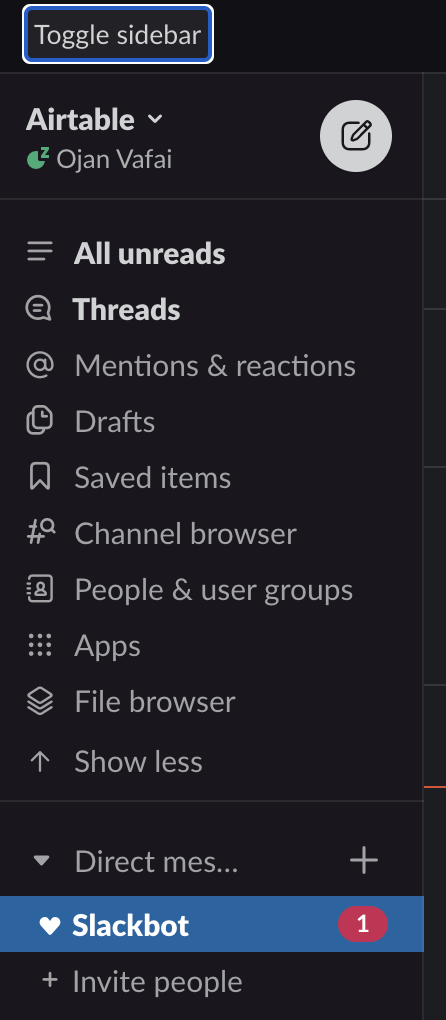 Toggle sidebar
Airtable
Ojan Vafai
All unreads
Threads
Mentions & reactions
Drafts
Saved items
Channel browser
People & user groups
Apps
File browser
Show less
Direct mes...
Slackbot 1
+ Invite people